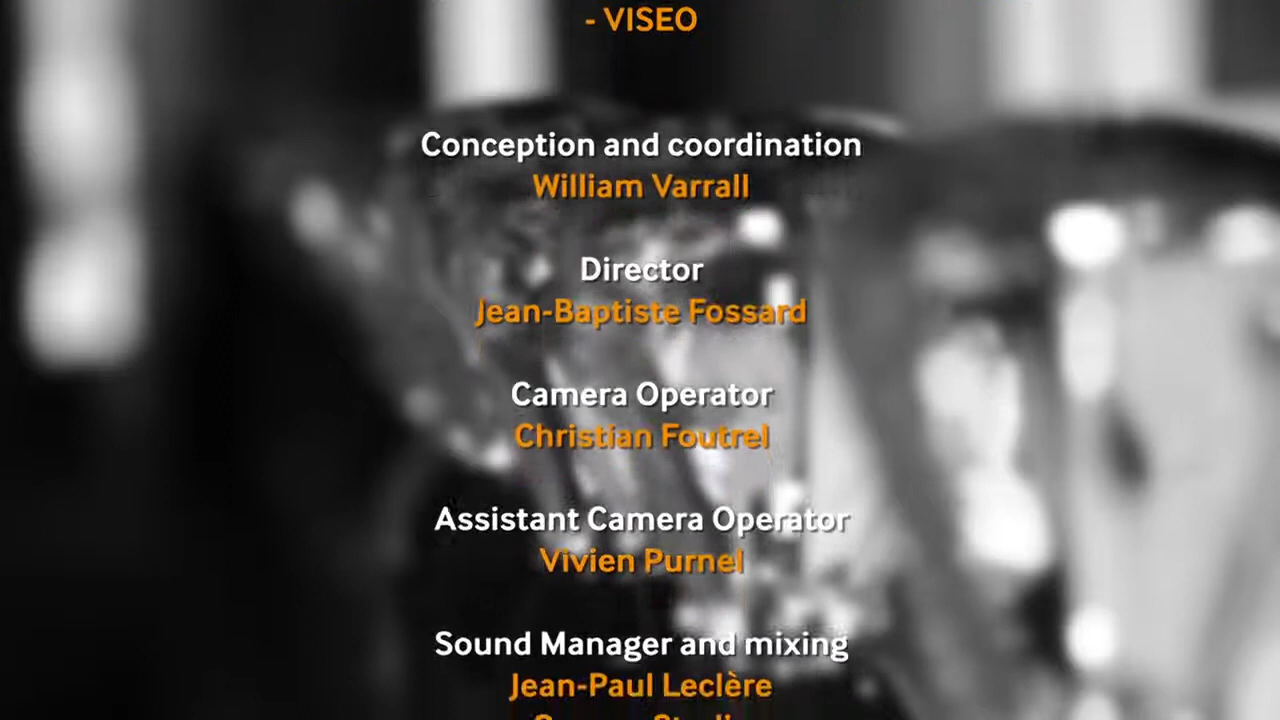 - VISEO
Conception and coordination
William Varrall
Director
Jean-Baptiste Fossard
Camera Operator
Christian Foutrel
Assistant Camera Operator
Vivien Purnel
Sound Manager and mixing
Jean-Paul Leclère